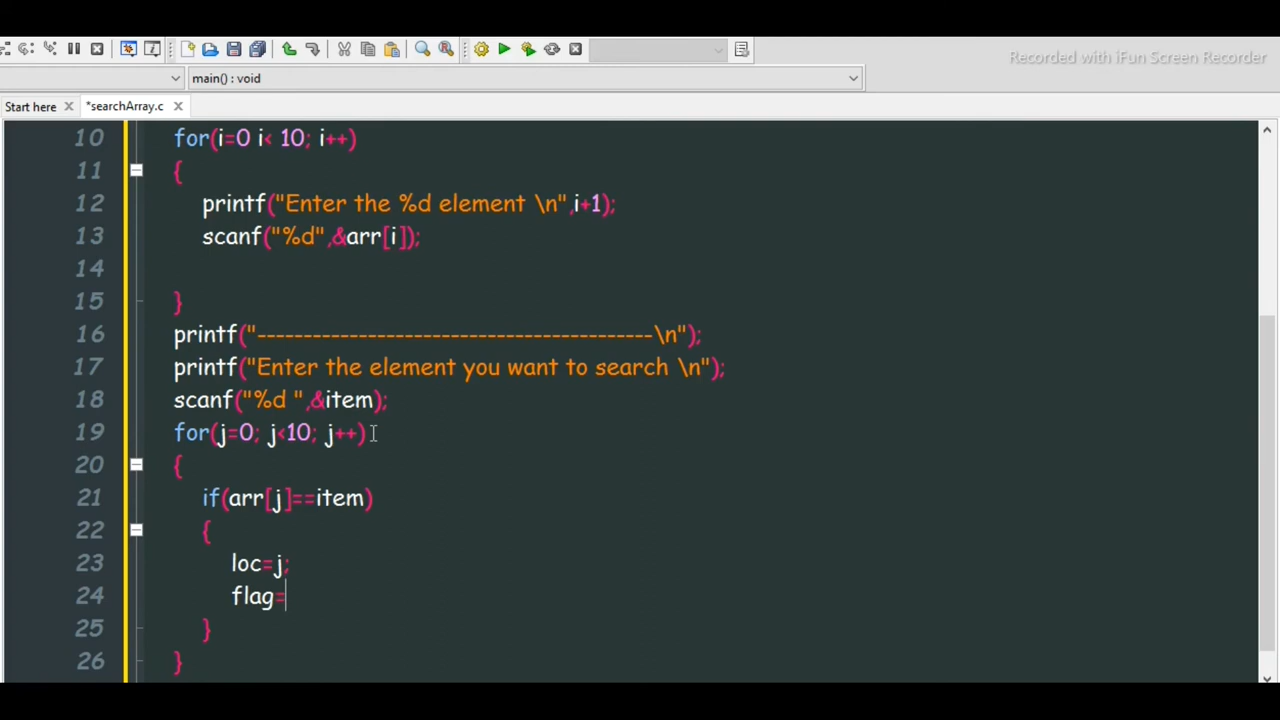 Recorded with iFun Screen Recorder
main() : void
Start here
*searchArray.c
10 for(i=0 i< 10; i++)
11 {
12 printf("Enter the %d element \n",i+1);
13 scanf("%d",&arr[i]);
14
15 }
16 printf("-------------------------------------------\n");
17 printf("Enter the element you want to search \n");
18 scanf("%d ",&item);
19 for(j=0; j<10; j++)
20 {
21 if(arr[j]==item)
22 {
23 loc=j;
24 flag=
25 }
26 }